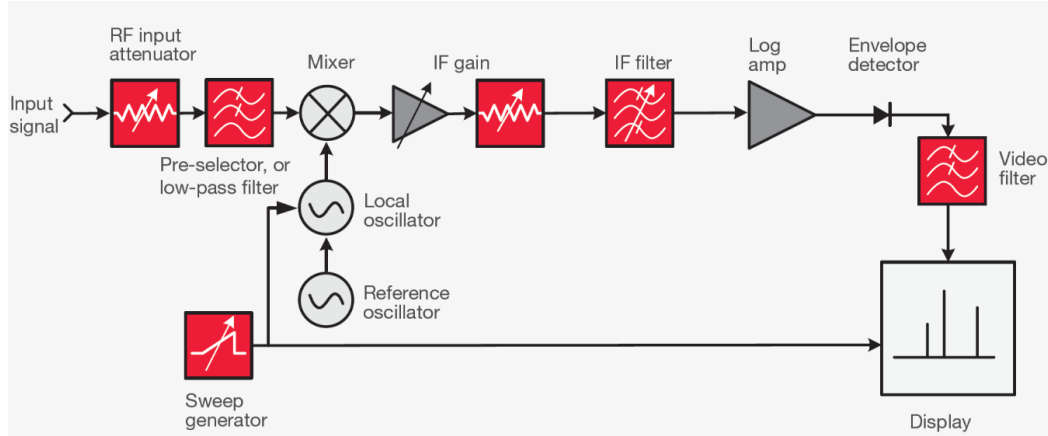 RF input
attenuator
Mixer
IF gain
IF filter
Log
amp
Envelope
detector
Input
signal
Pre-selector, or
low-pass filter
Video
filter
Local
oscillator
Reference
oscillator
Sweep
generator
Display